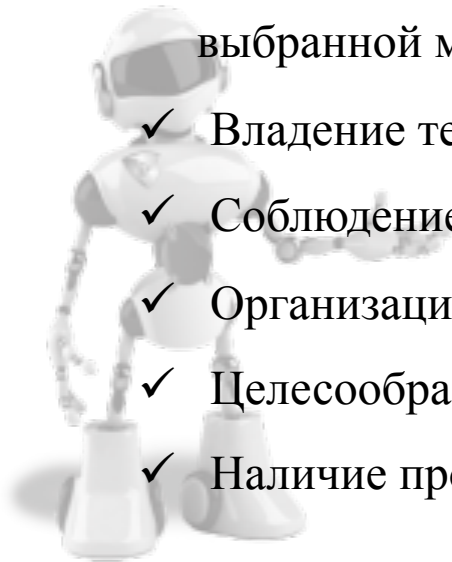 выбранной м
✓ Владение те
✓ Соблюдение
✓ Организаци
✓ Целесообра
✓ Наличие пр